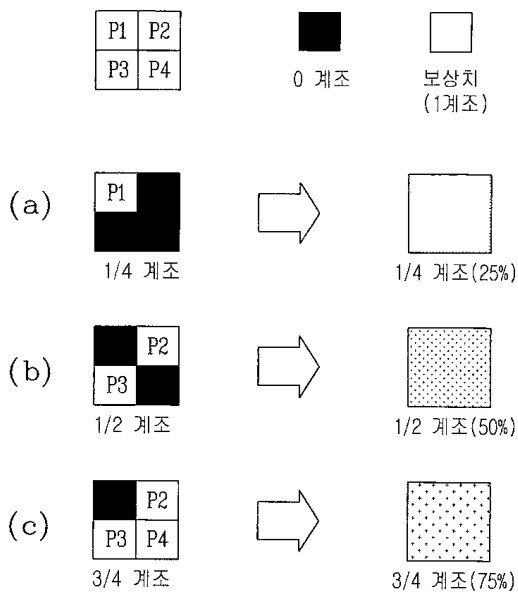 P1 P2
P3 P4
0 계조
보상치
(1계조)
(a)
P1
1/4 계조
1/4 계조(25%)
(b)
P2
P3
1/2 계조
1/2 계조(50%)
(c)
P2
P3 P4
3/4 계조
3/4 계조(75%)